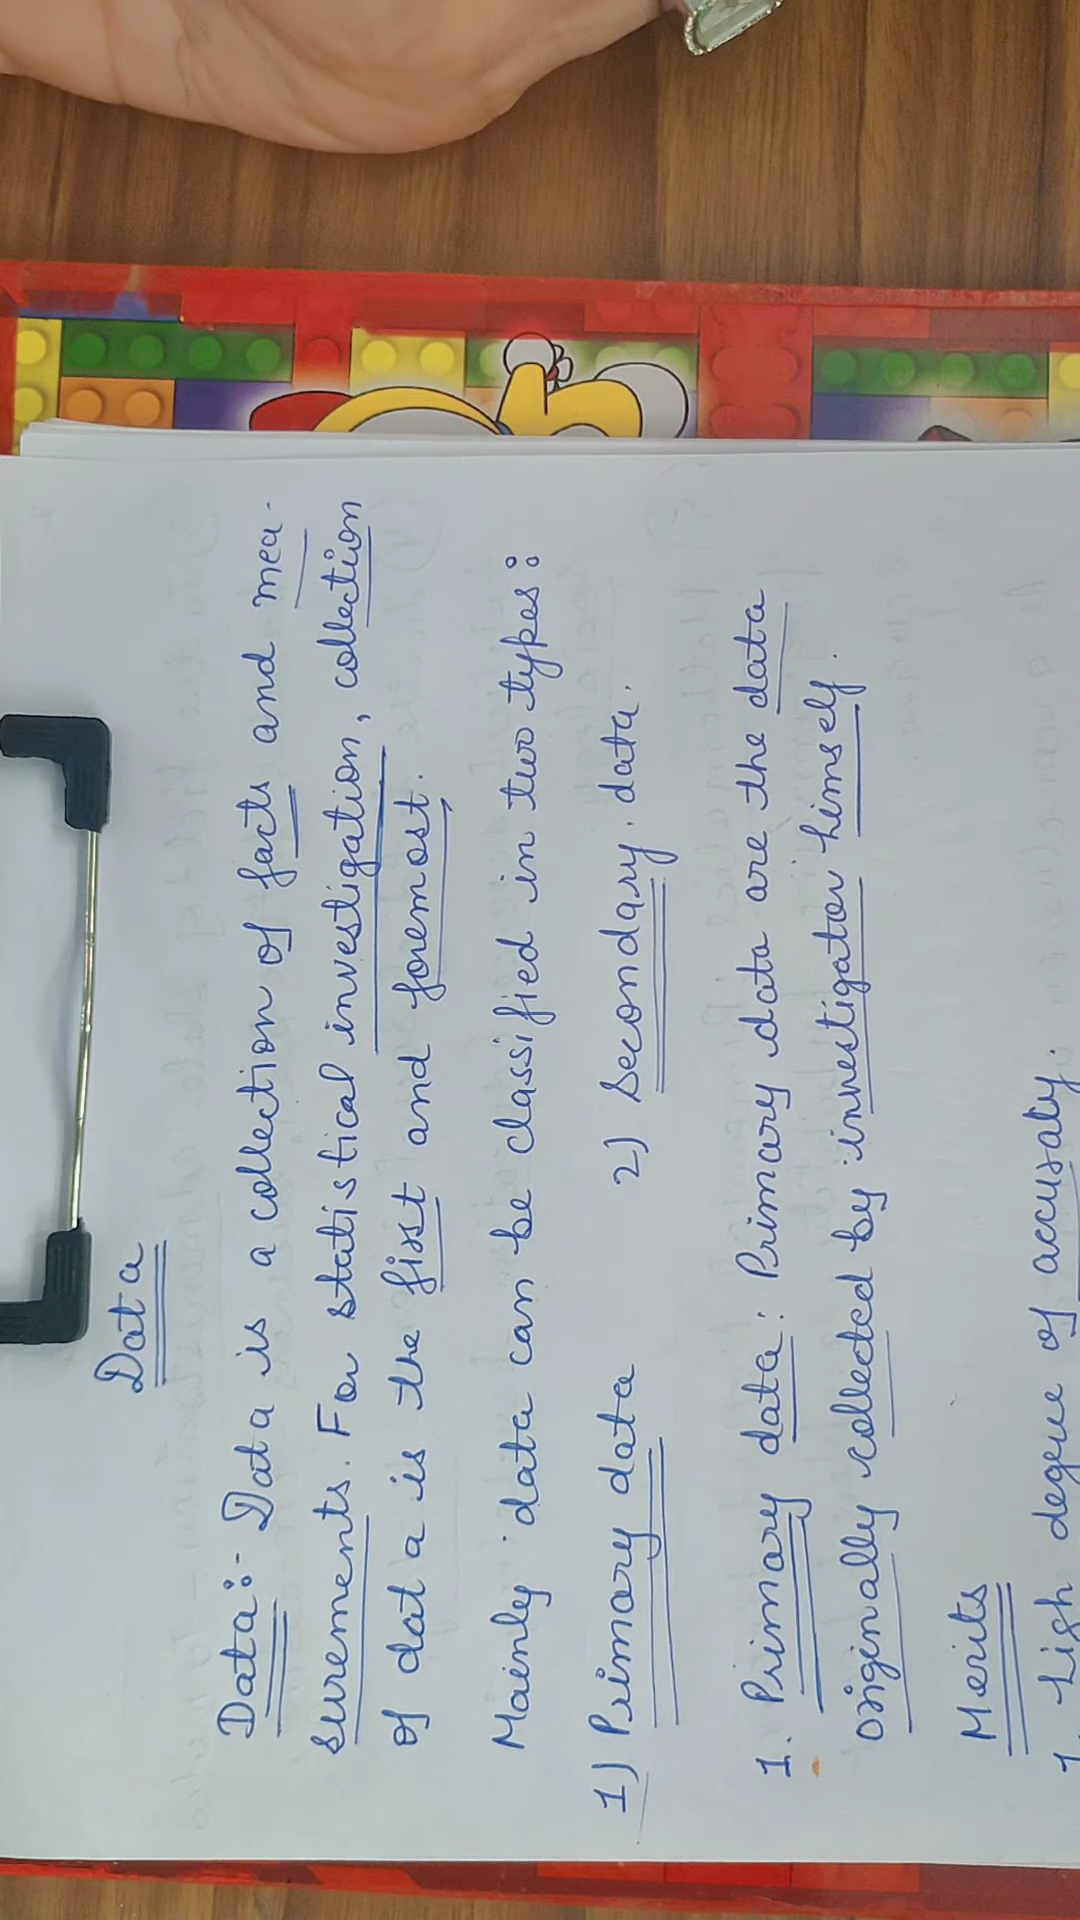 Data
Data:- Data is a collection of facts and mea-
surements. For statistical investigation, collection
of data is the first and foremost.
Mainly data can be classified in two types:
1) Primary data 2) Secondary data.
1. Primary data: Primary data are the data
originally collected by investigator himself.
Merits
1. high degree of accuraty.